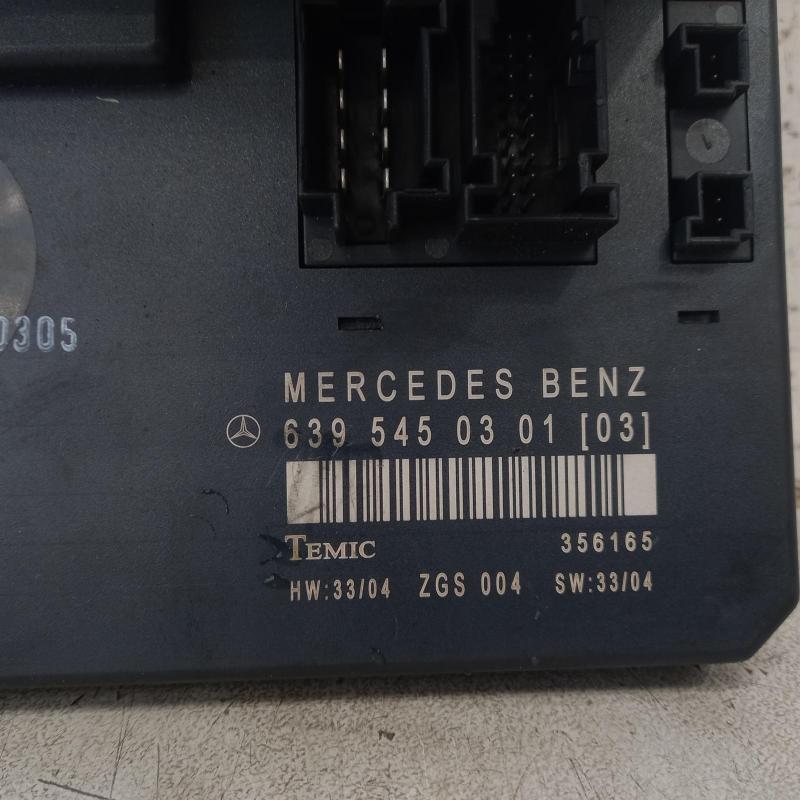 0305
MERCEDES BENZ
639 545 03 01 [03]
TEMIC 356165
HW:33/04 ZGS 004 SW:33/04